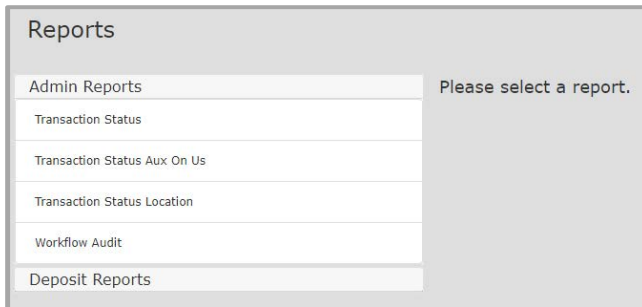 Reports
Admin Reports
Please select a report.
Transaction Status
Transaction Status Aux On Us
Transaction Status Location
Workflow Audit
Deposit Reports